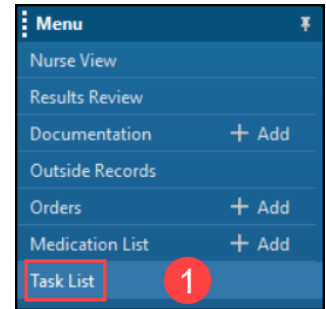 Menu
Nurse View
Results Review
Documentation + Add
Outside Records
Orders + Add
Medication List + Add
Task List 1